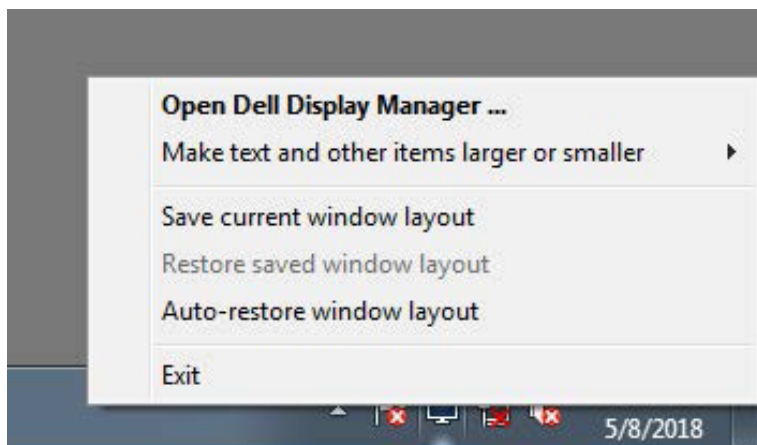 Open Dell Display Manager ...
Make text and other items larger or smaller
Save current window layout
Restore saved window layout
Auto-restore window layout
Exit
5/8/2018